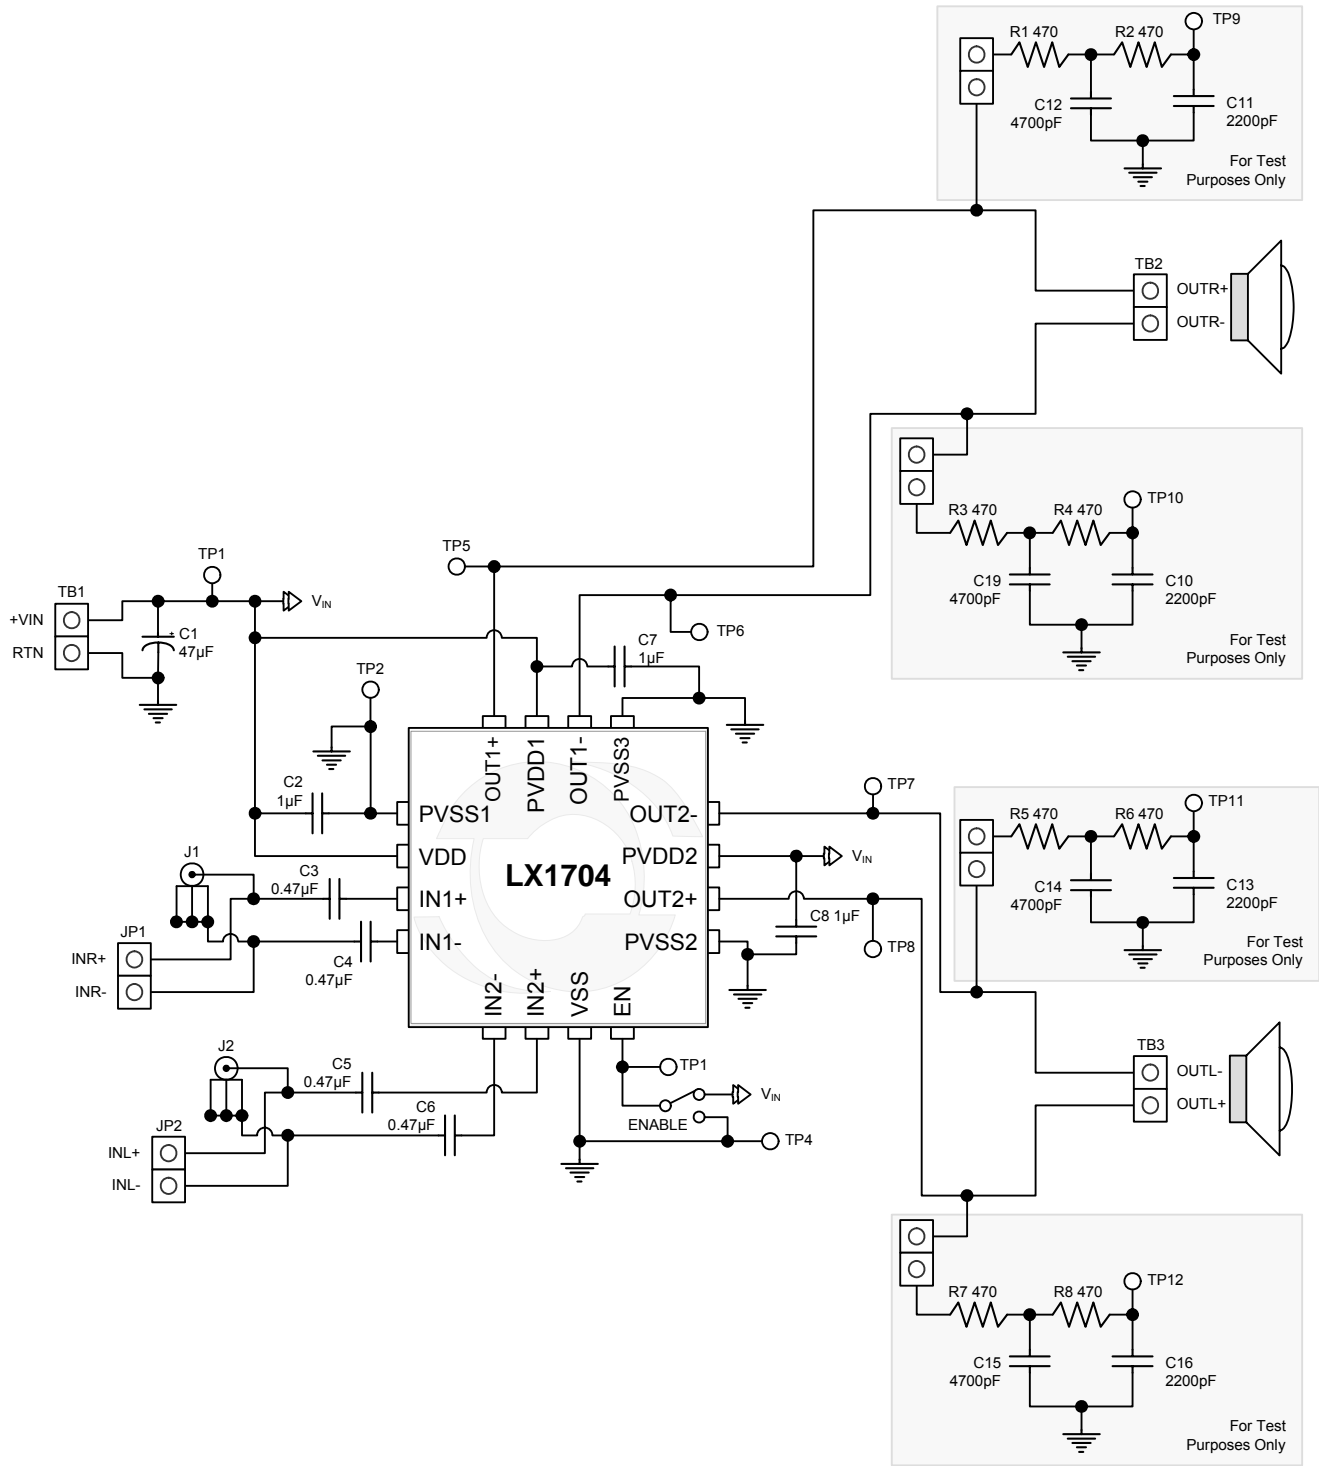 TP9
R1 470
R2 470
C12
4700pF
C11
2200pF
For Test
Purposes Only
TB2
OUTR+
OUTR-
TP10
R3 470
R4 470
C19
4700pF
C10
2200pF
For Test
Purposes Only
TP5
TP1
TB1
+VIN
RTN
VIN
+
C1
47µF
TP6
C7
1µF
TP2
C2
1µF
OUT1+
PVDD1
OUT1-
PVSS3
PVSS1
VDD
IN1+
IN1-
LX1704
OUT2-
PVDD2
OUT2+
PVSS2
IN2-
IN2+
VSS
EN
TP7
VIN
C8 1µF
TP8
TP11
R5 470
R6 470
C14
4700pF
C13
2200pF
For Test
Purposes Only
J1
C3
0.47µF
JP1
INR+
INR-
C4
0.47µF
J2
C5
0.47µF
C6
0.47µF
JP2
INL+
INL-
TP1
VIN
ENABLE
TP4
TB3
OUTL-
OUTL+
TP12
R7 470
R8 470
C15
4700pF
C16
2200pF
For Test
Purposes Only